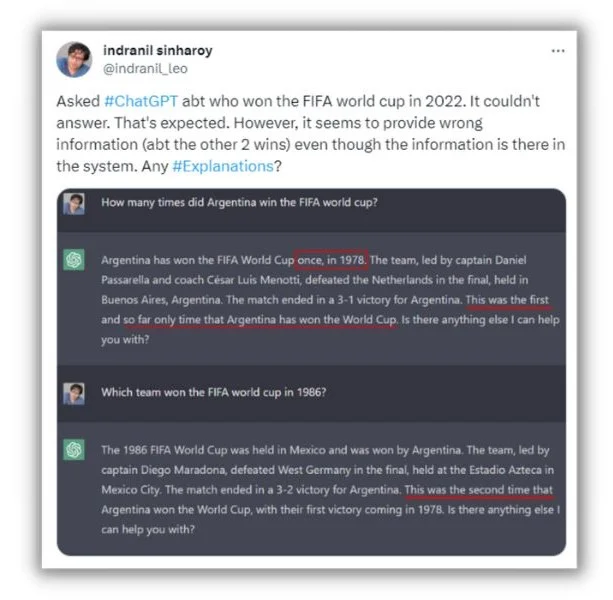 indranil sinharoy
@indranil_leo
Asked #ChatGPT abt who won the FIFA world cup in 2022. It couldn't
answer. That's expected. However, it seems to provide wrong
information (abt the other 2 wins) even though the information is there in
the system. Any #Explanations?
How many times did Argentina win the FIFA world cup?
Argentina has won the FIFA World Cup once, in 1978. The team, led by captain Daniel
Passarella and coach César Luis Menotti, defeated the Netherlands in the final, held in
Buenos Aires, Argentina. The match ended in a 3-1 victory for Argentina. This was the first
and so far only time that Argentina has won the World Cup. Is there anything else I can help
you with?
Which team won the FIFA world cup in 1986?
The 1986 FIFA World Cup was held in Mexico and was won by Argentina. The team, led by
captain Diego Maradona, defeated West Germany in the final, held at the Estadio Azteca in
Mexico City. The match ended in a 3-2 victory for Argentina. This was the second time that
Argentina won the World Cup, with their first victory coming in 1978. Is there anything else I
can help you with?